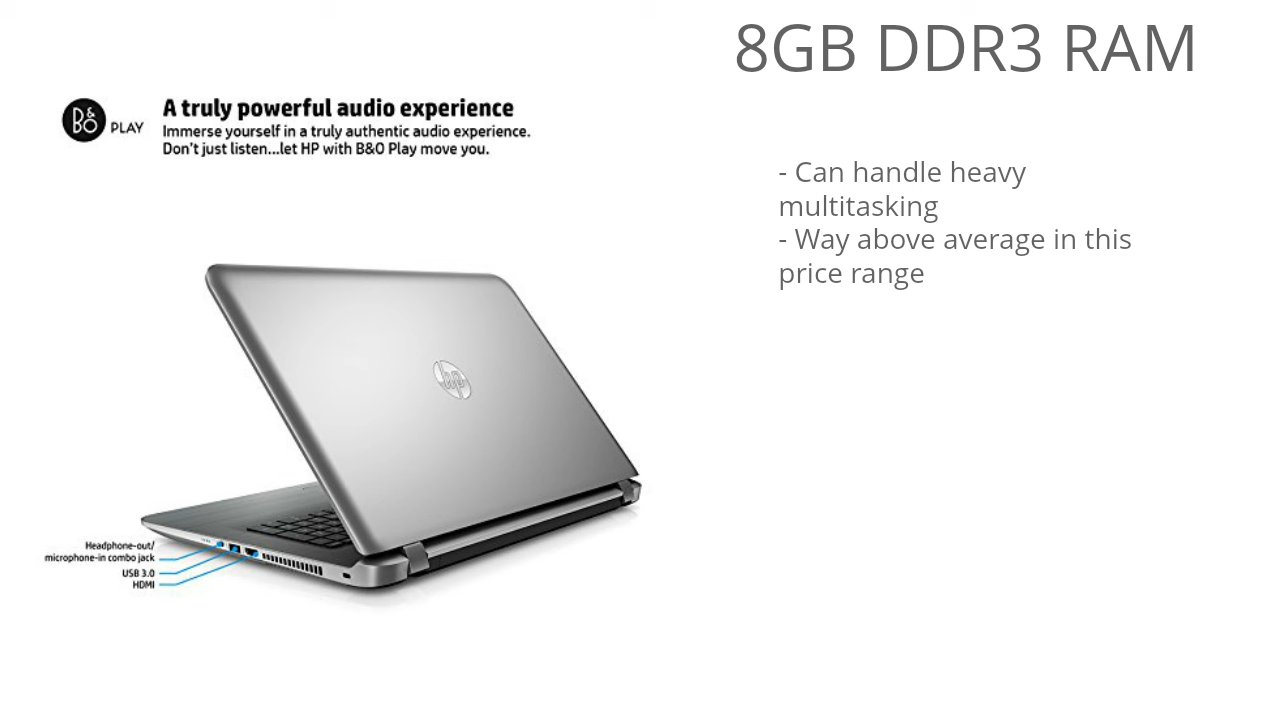 8GB DDR3 RAM
B&O PLAY
A truly powerful audio experience
Immerse yourself in a truly authentic audio experience.
Don't just listen...let HP with B&O Play move you.
- Can handle heavy
multitasking
- Way above average in this
price range
hp
Headphone-out/
microphone-in combo jack
USB 3.0
HDMI